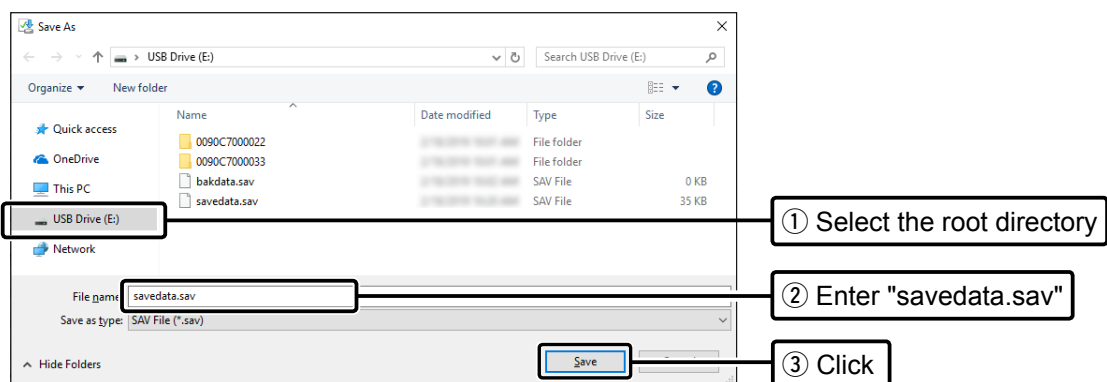 Save As
USB Drive (E:)
Search USB Drive (E:)
Organize
New folder
Name
Date modified
Type
Size
Quick access
OneDrive
This PC
USB Drive (E:)
Network
0090C7000022
File folder
0090C7000033
File folder
bakdata.sav
SAV File
0 KB
savedata.sav
SAV File
35 KB
① Select the root directory
File name
savedata.sav
② Enter "savedata.sav"
Save as type:
SAV File (*.sav)
Hide Folders
Save
③ Click